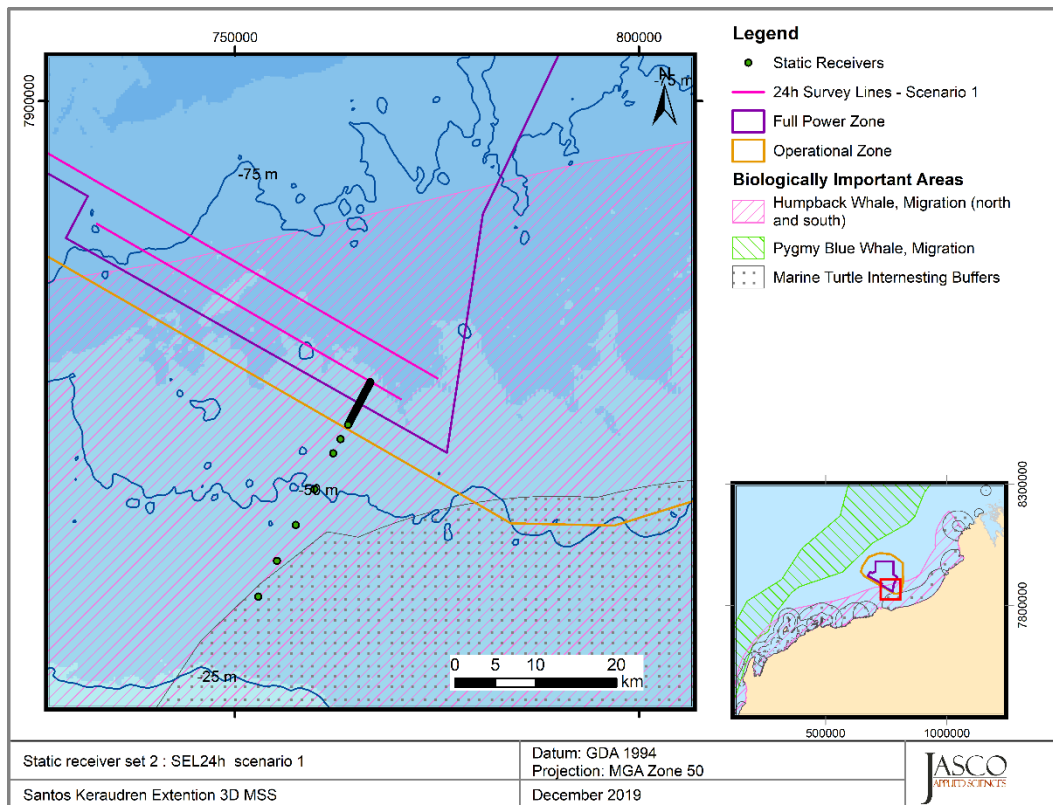 750000
800000
7900000
-75 m
N
-75 m
-50 m
-25 m
0 5 10 20
km
Legend
Static Receivers
24h Survey Lines - Scenario 1
Full Power Zone
Operational Zone
Biologically Important Areas
Humpback Whale, Migration (north
and south)
Pygmy Blue Whale, Migration
Marine Turtle Internesting Buffers
8300000
7800000
500000
1000000
Static receiver set 2 : SEL24h scenario 1
Datum: GDA 1994
Projection: MGA Zone 50
Santos Keraudren Extention 3D MSS
December 2019
JASCO
APPLIED SCIENCES